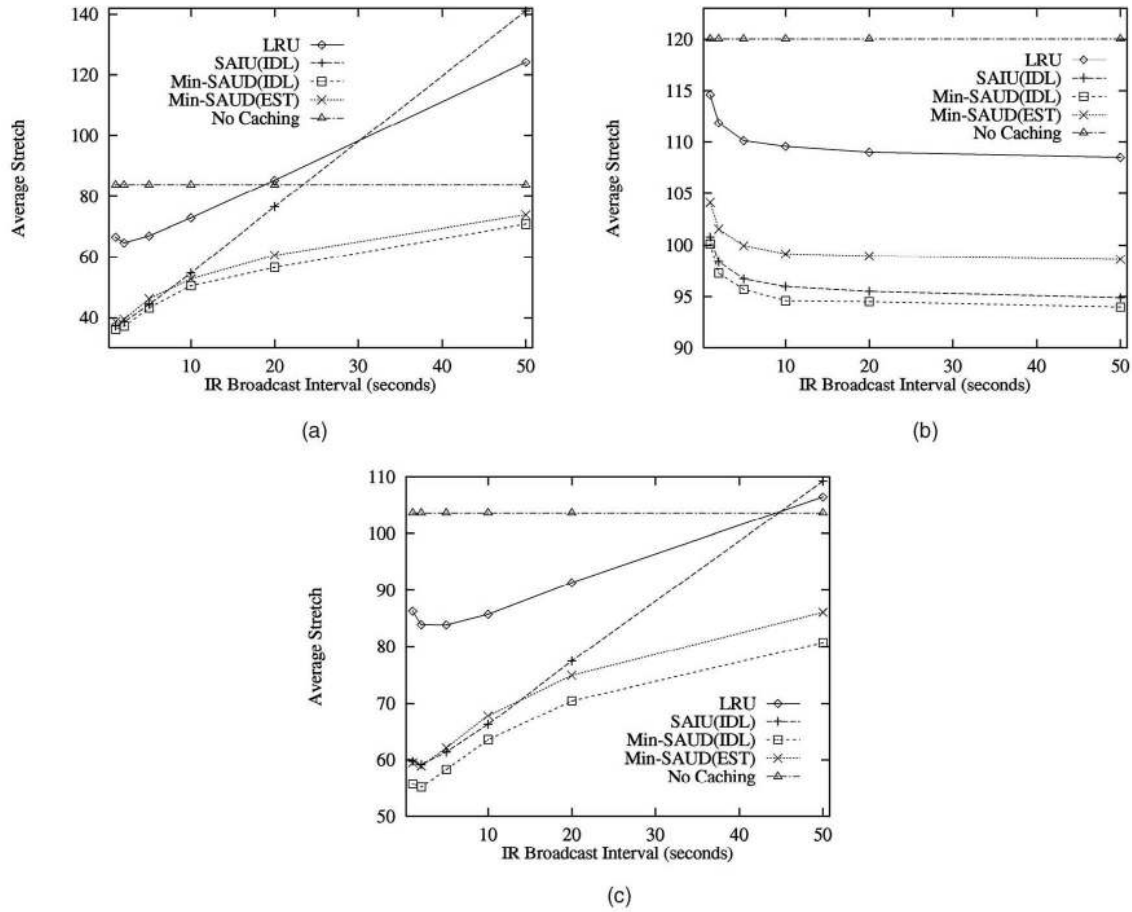 140
120
100
80
60
40
Average Stretch
LRU
SAIU(IDL)
Min-SAUD(IDL)
Min-SAUD(EST)
No Caching
10 20 30 40 50
IR Broadcast Interval (seconds)
(a)
120
115
110
105
100
95
90
Average Stretch
LRU
SAIU(IDL)
Min-SAUD(IDL)
Min-SAUD(EST)
No Caching
10 20 30 40 50
IR Broadcast Interval (seconds)
(b)
110
100
90
80
70
60
50
Average Stretch
LRU
SAIU(IDL)
Min-SAUD(IDL)
Min-SAUD(EST)
No Caching
10 20 30 40 50
IR Broadcast Interval (seconds)
(c)